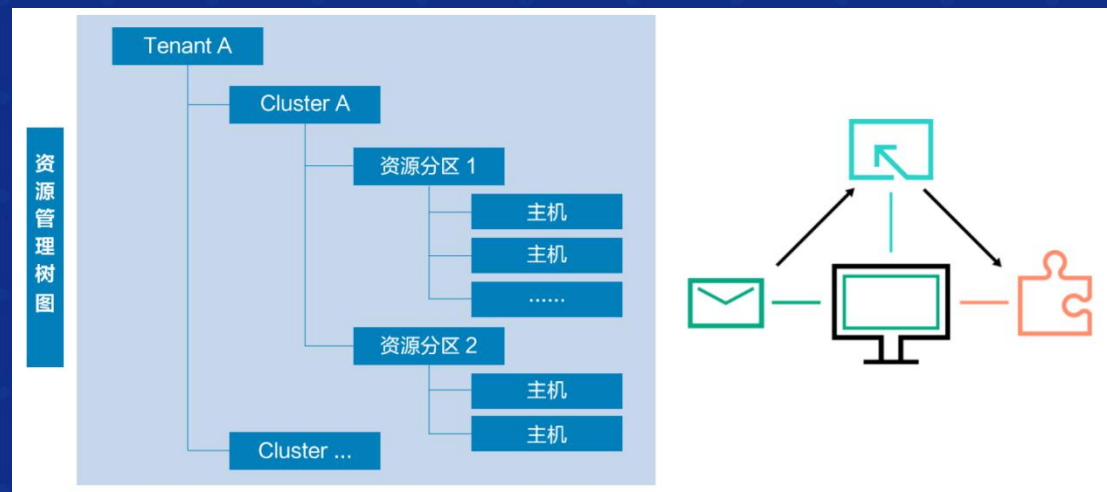 资源管理树图
Tenant A
Cluster A
资源分区 1
主机
主机
......
资源分区 2
主机
主机
Cluster ...